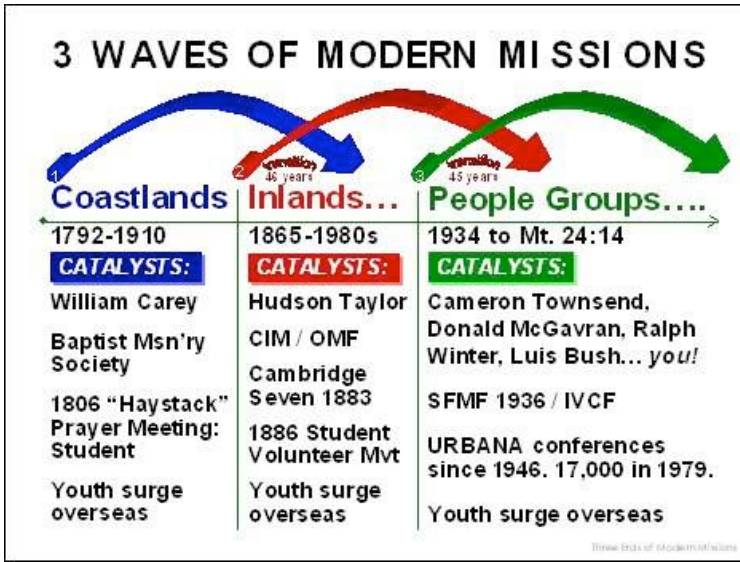 3 WAVES OF MODERN MISSIONS
1
2
transition
46 years
3
transition
45 years
Coastlands
1792-1910
CATALYSTS:
William Carey
Baptist Msn'ry
Society
1806 “Haystack”
Prayer Meeting:
Student
Youth surge
overseas
Inlands...
1865-1980s
CATALYSTS:
Hudson Taylor
CIM / OMF
Cambridge
Seven 1883
1886 Student
Volunteer Mvt
Youth surge
overseas
People Groups....
1934 to Mt. 24:14
CATALYSTS:
Cameron Townsend,
Donald McGavran, Ralph
Winter, Luis Bush... you!
SFMF 1936 / IVCF
URBANA conferences
since 1946. 17,000 in 1979.
Youth surge overseas
Three Eras of Modern Missions